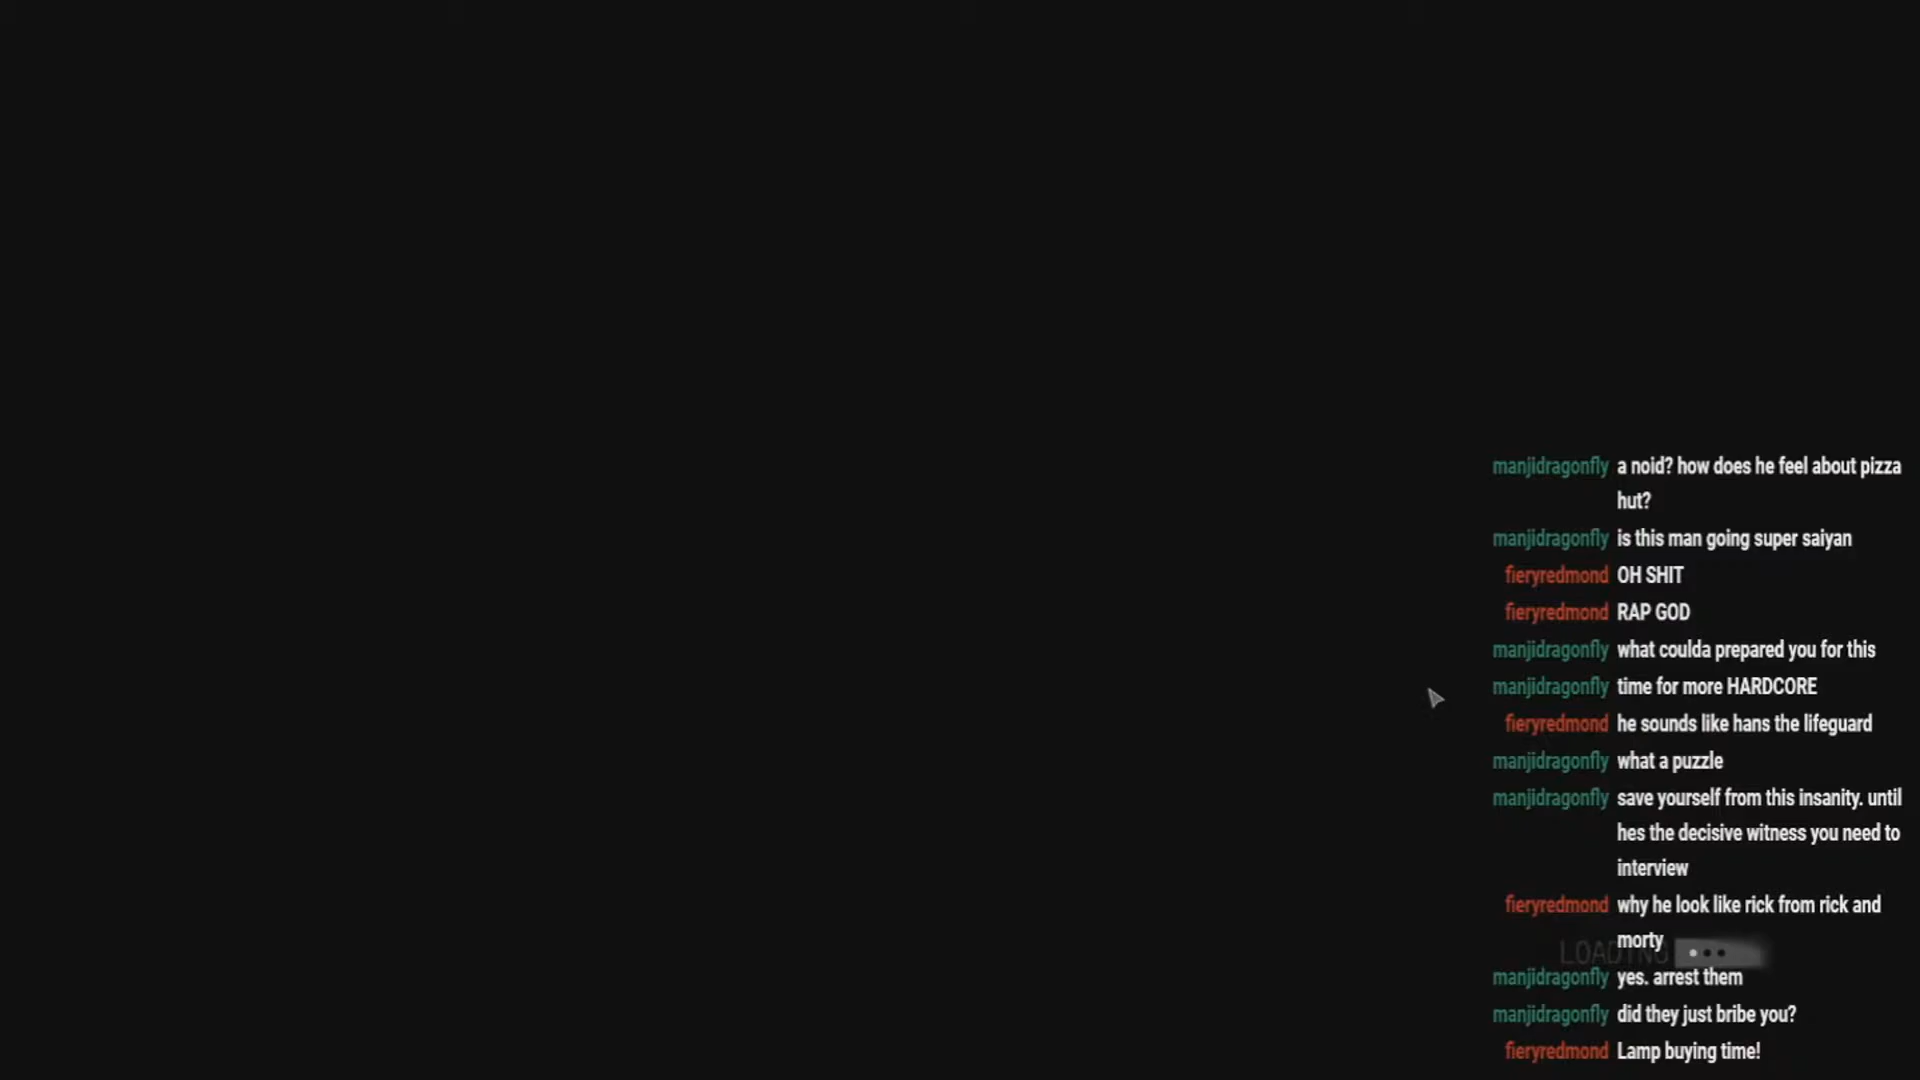 manjidragonfly a noid? how does he feel about pizza
hut?
manjidragonfly is this man going super saiyan
fieryredmond OH SHIT
fieryredmond RAP GOD
manjidragonfly what coulda prepared you for this
manjidragonfly time for more HARDCORE
fieryredmond he sounds like hans the lifeguard
manjidragonfly what a puzzle
manjidragonfly save yourself from this insanity. until
hes the decisive witness you need to
interview
fieryredmond why he look like rick from rick and
morty
LOADING
manjidragonfly yes. arrest them
manjidragonfly did they just bribe you?
fieryredmond Lamp buying time!